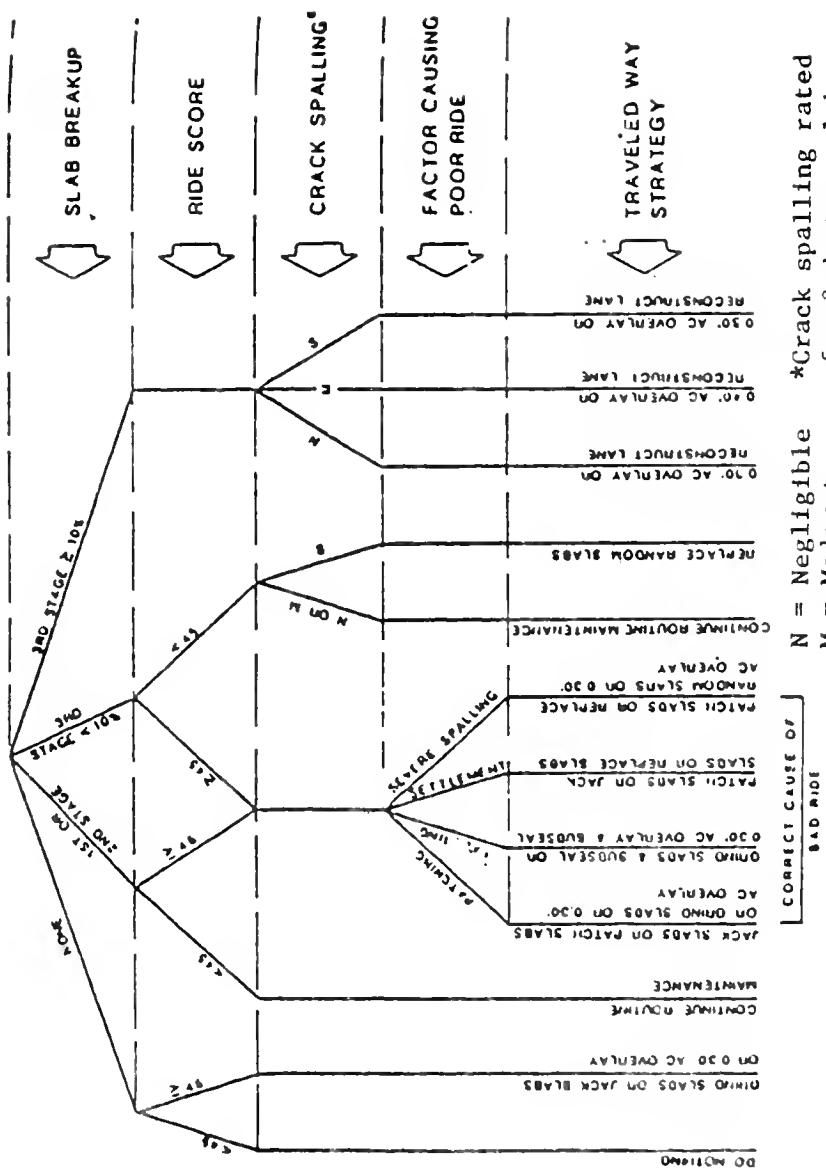 SLAB BREAKUP
RIDE SCORE
CRACK SPALLING*
FACTOR CAUSING
POOR RIDE
TRAVELED WAY
STRATEGY
NONE
1ST OR
2ND STAGE
3RD
STAGE < 10%
3RD STAGE ≥ 10%
< 45
≥ 45
< 45
≥ 45
≥45
< 45
N OR M
S
N
M
S
PATCHING
SETTLEMENT
SEVERE SPALLING
DO NOTHING
GRIND SLABS OR JACK SLABS
OR 0.30' AC OVERLAY
CONTINUE ROUTINE
MAINTENANCE
JACK SLABS OR PATCH SLABS
OR GRIND SLABS OR 0.30'
AC OVERLAY
GRIND SLABS & SUBSEAL OR
0.30' AC OVERLAY & SUBSEAL
PATCH SLABS OR JACK
SLABS OR REPLACE SLABS
PATCH SLABS OR REPLACE
RANDOM SLABS OR 0.30'
AC OVERLAY
CORRECT CAUSE OF
BAD RIDE
CONTINUE ROUTINE MAINTENANCE
REPLACE RANDOM SLABS
AC OVERLAY OR
RECONSTRUCT LANE
0.40' AC OVERLAY OR
RECONSTRUCT LANE
0.50' AC OVERLAY OR
RECONSTRUCT LANE
N = Negligible
*Crack spalling rated